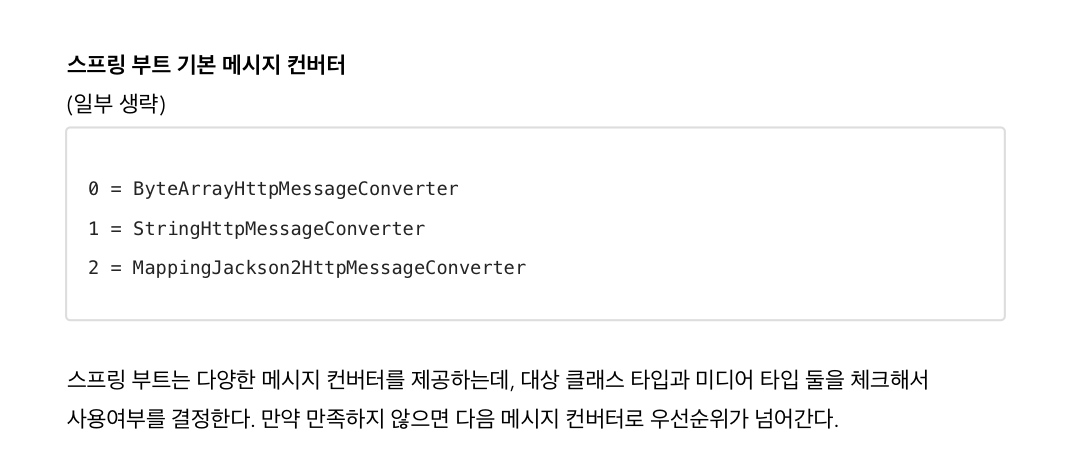 스프링 부트 기본 메시지 컨버터
(일부 생략)
0 = ByteArrayHttpMessageConverter
1 = StringHttpMessageConverter
2 = MappingJackson2HttpMessageConverter
스프링 부트는 다양한 메시지 컨버터를 제공하는데, 대상 클래스 타입과 미디어 타입 둘을 체크해서
사용여부를 결정한다. 만약 만족하지 않으면 다음 메시지 컨버터로 우선순위가 넘어간다.